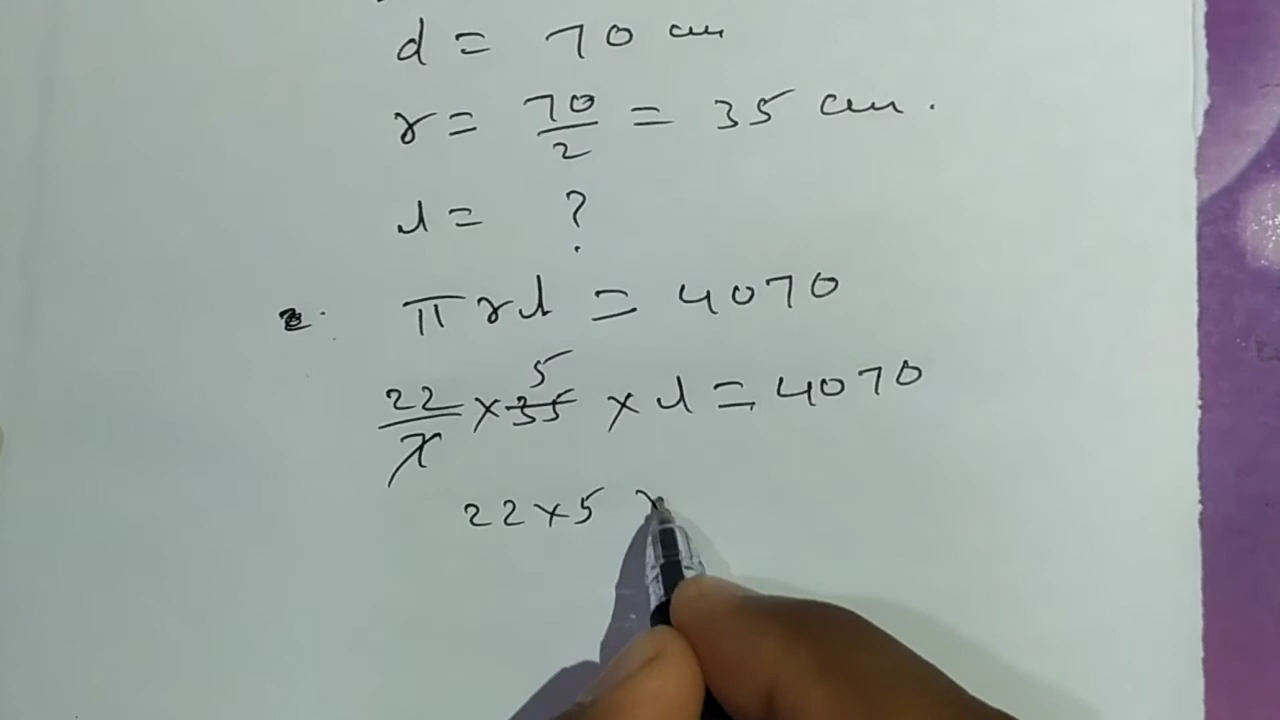 d = 70 cm
r = 70/2 = 35 cm.
l = ?
πrl = 4070
22/7 × 35 5 × l = 4070
22×5 ×